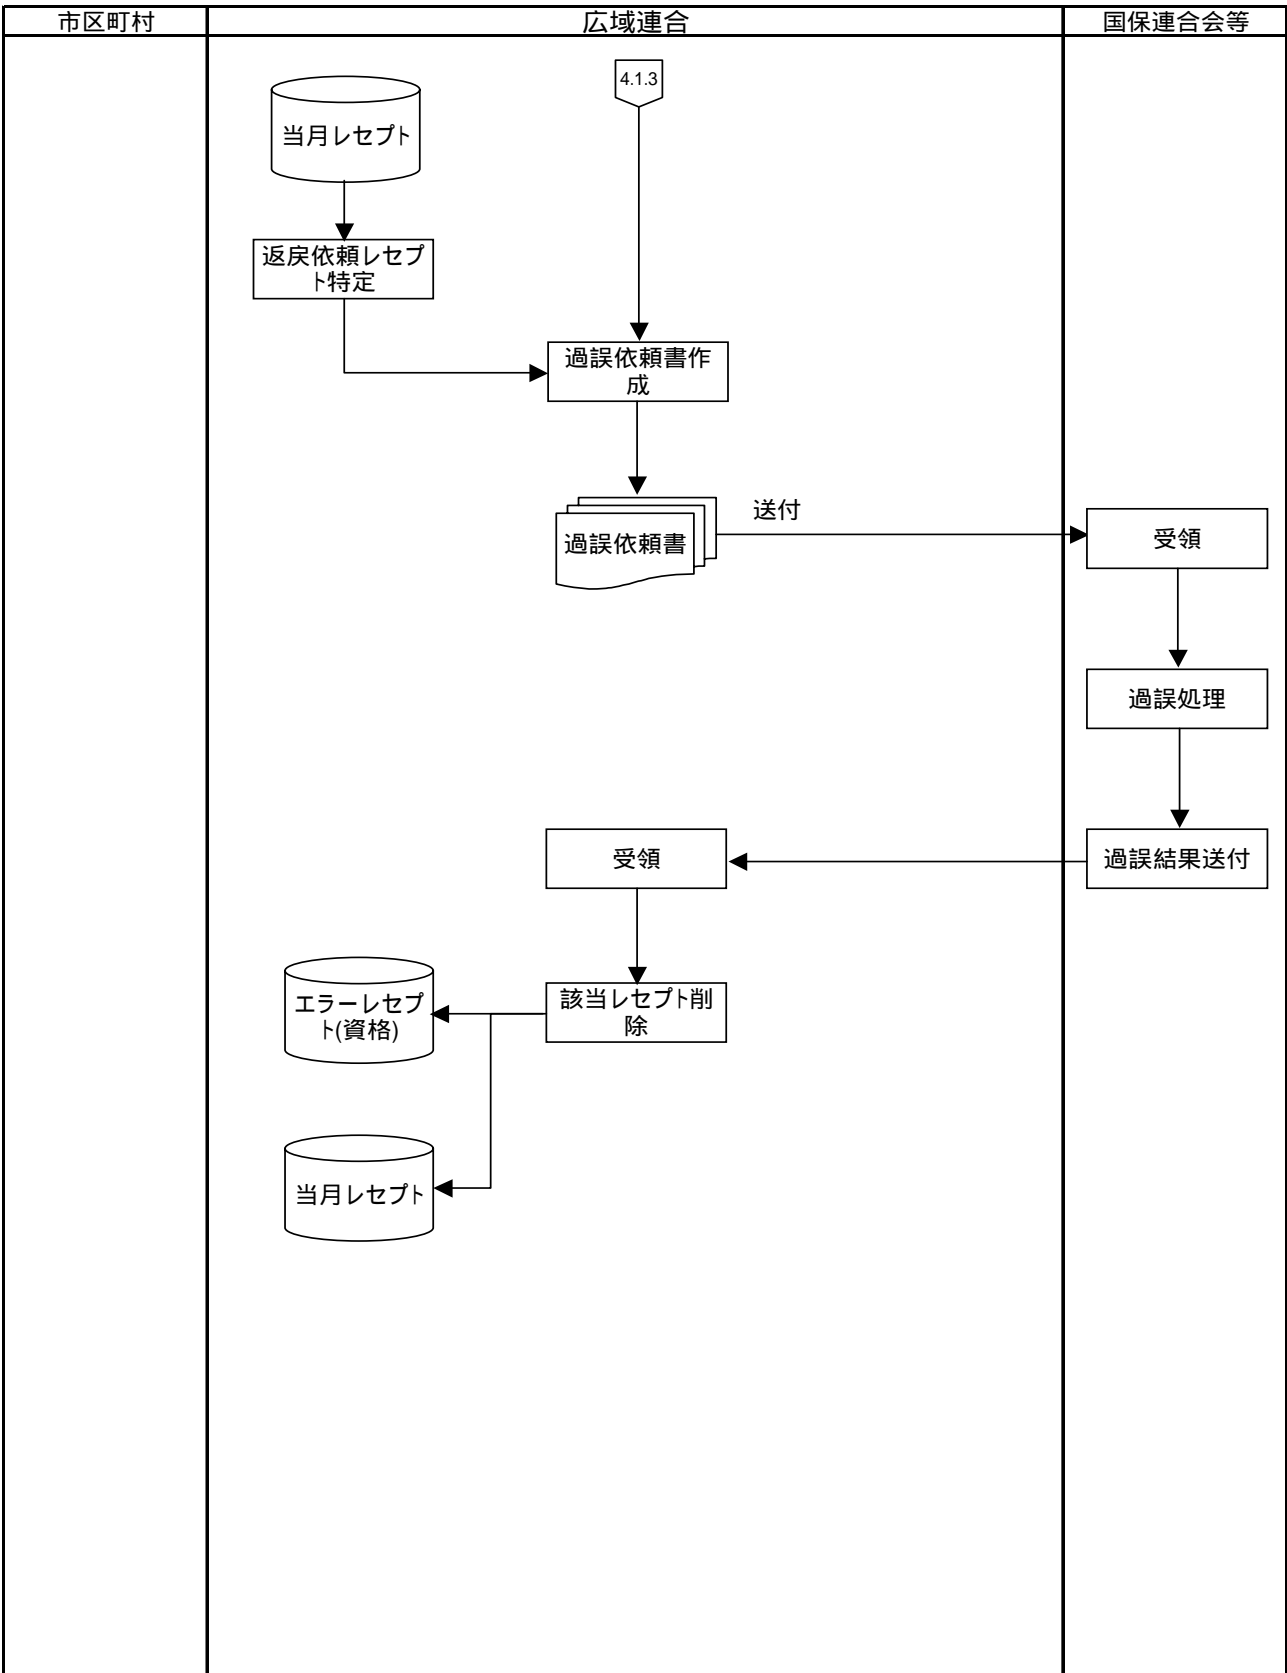 市区町村
広域連合
国保連合会等
4.1.3
当月レセプト
返戻依頼レセプ
ト特定
過誤依頼書作
成
送付
過誤依頼書
受領
過誤処理
受領
過誤結果送付
エラーレセプ
ト(資格)
該当レセプト削
除
当月レセプト